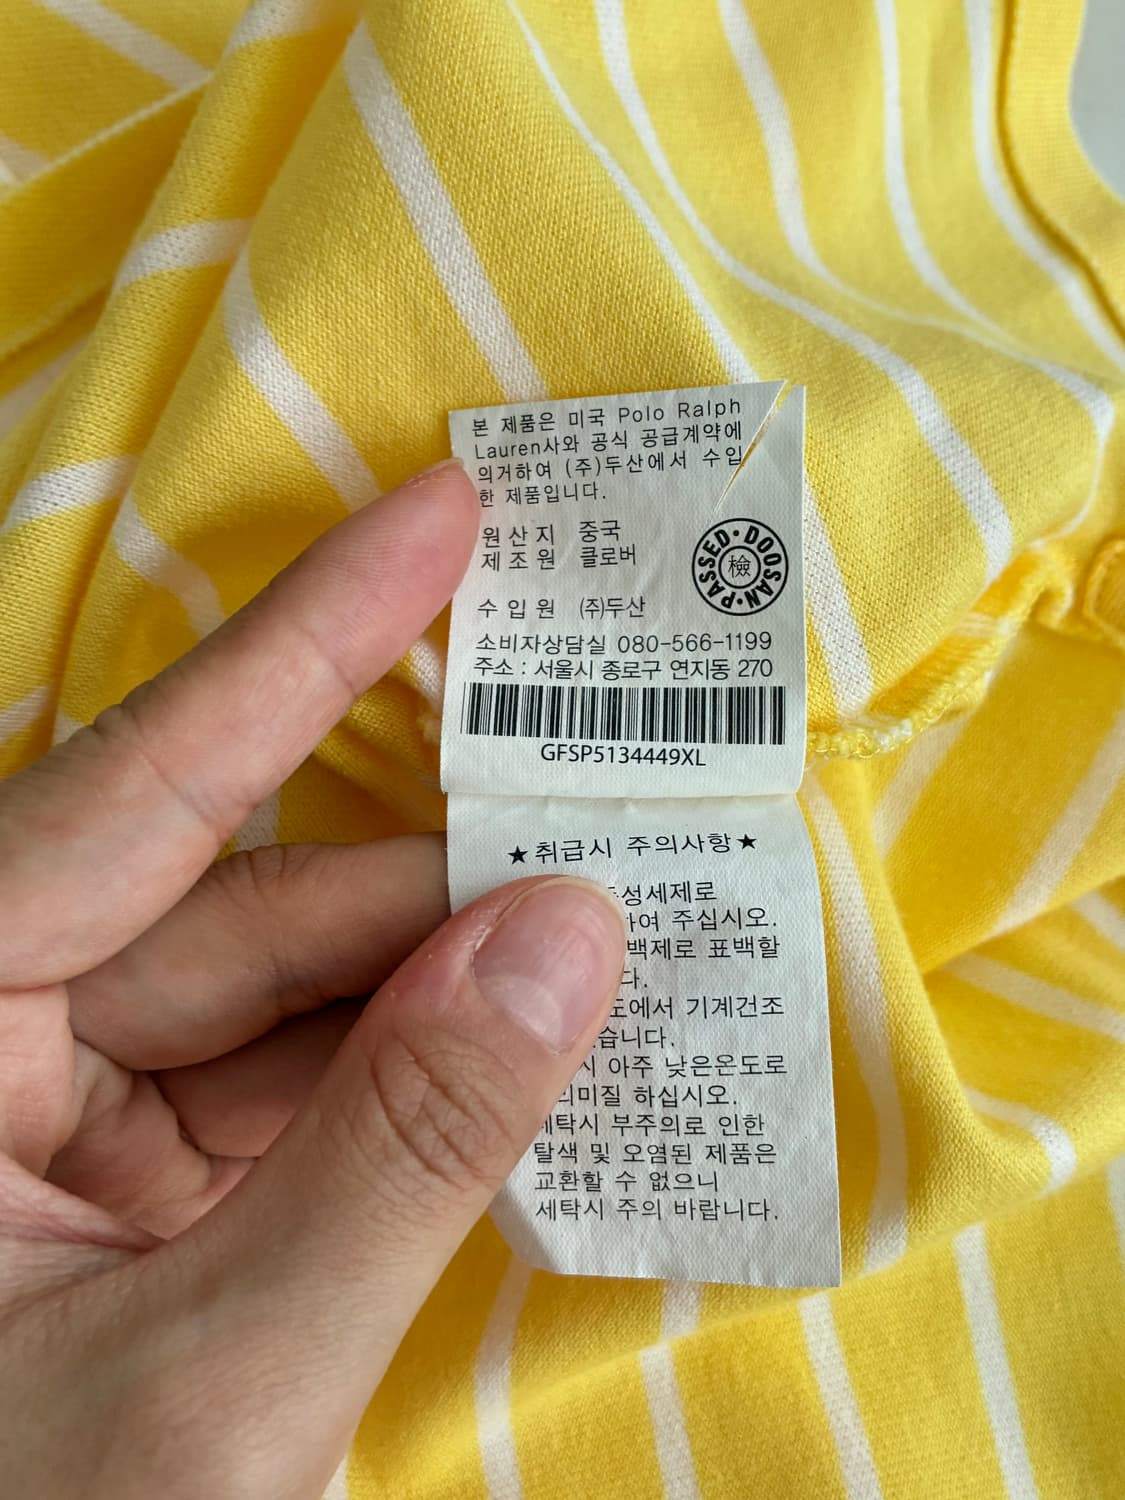 본 제품은 미국 Polo Ralph
Lauren사와 공식 공급계약에
의거하여 (주)두산에서 수입
한 제품입니다.
원산지 중국
제조원 클로버
PASSED·DOOSAN·
檢
수입원 (주)두산
소비자상담실 080-566-1199
주소 : 서울시 종로구 연지동 270
GFSP5134449XL
★취급시 주의사항★
성세제로
하여 주십시오.
백제로 표백할
다.
도에서 기계건조
습니다.
시 아주 낮은온도로
리미질 하십시오.
세탁시 부주의로 인한
탈색 및 오염된 제품은
교환할 수 없으니
세탁시 주의 바랍니다.